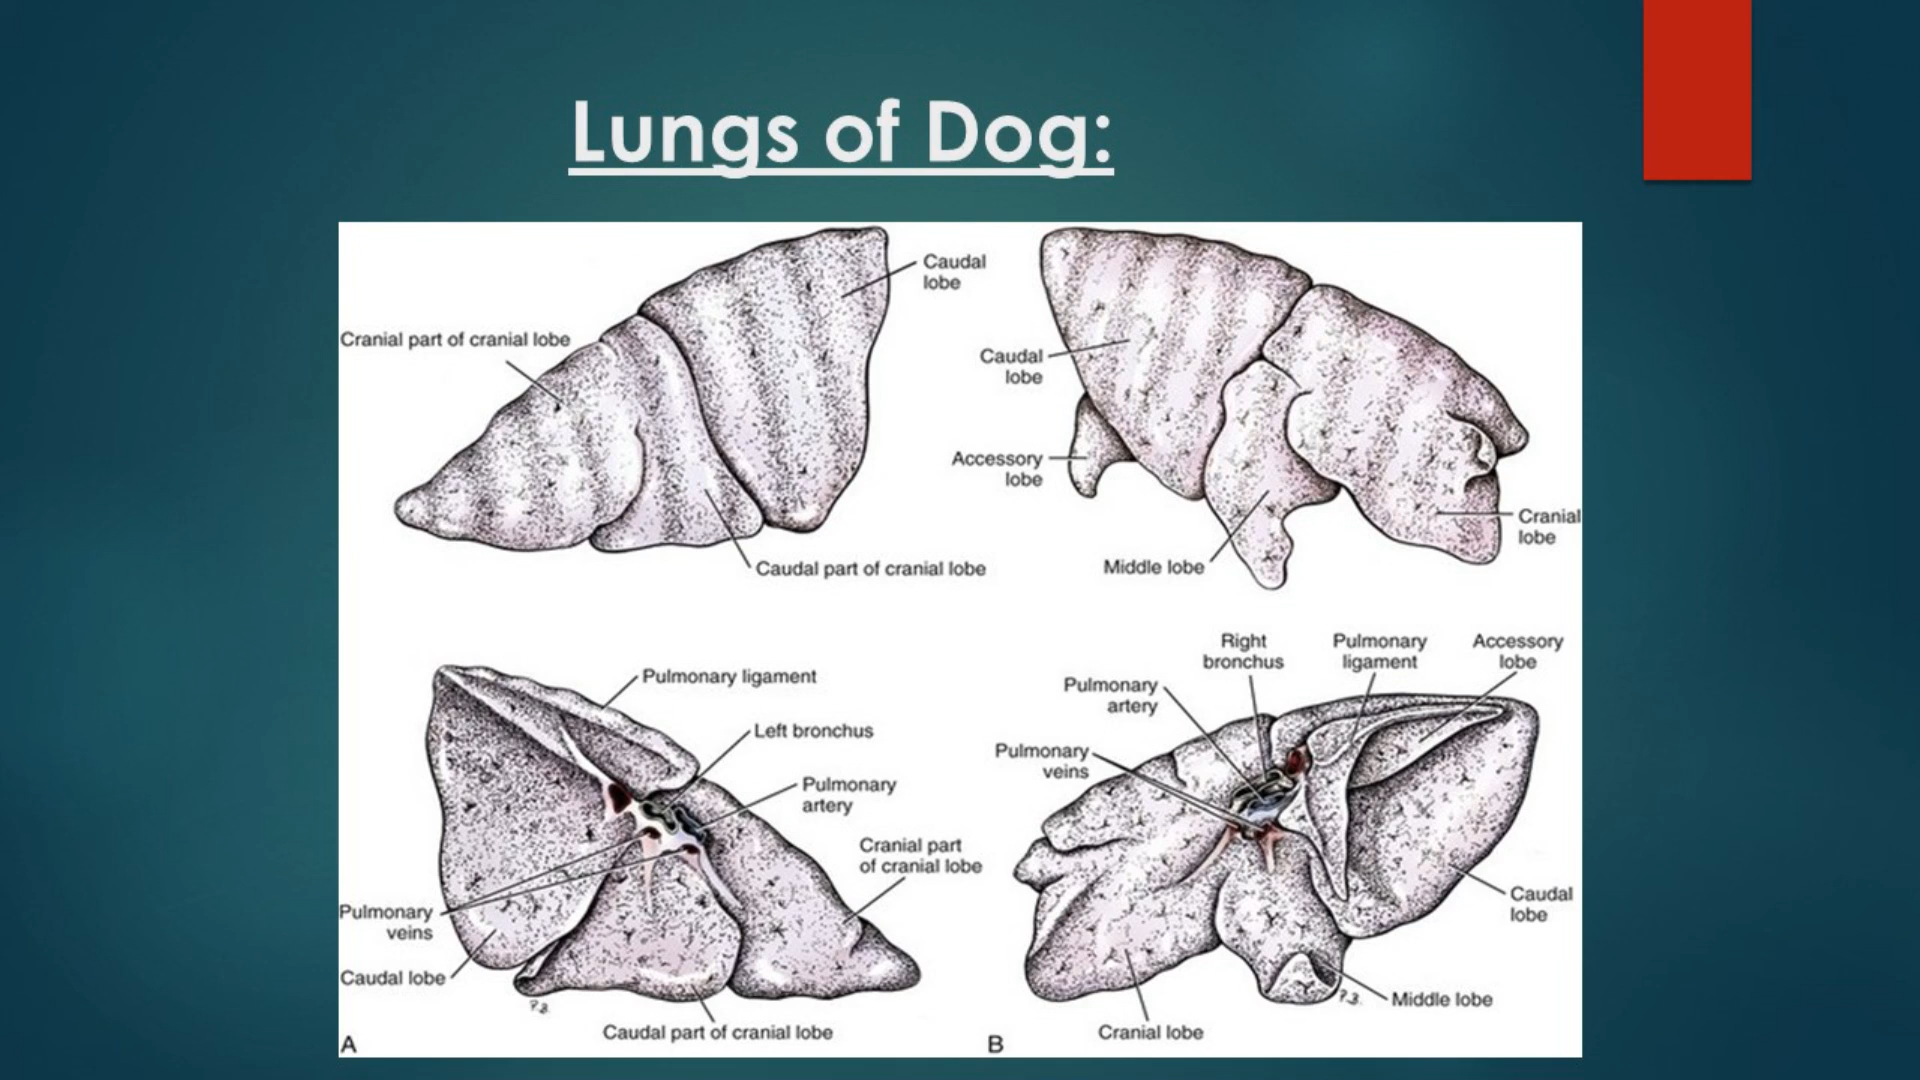 Lungs of Dog:
Caudal
lobe
Cranial part of cranial lobe
Caudal part of cranial lobe
Caudal
lobe
Accessory
lobe
Middle lobe
Cranial
lobe
Pulmonary ligament
Left bronchus
Pulmonary
artery
Cranial part
of cranial lobe
Pulmonary
veins
Caudal lobe
Caudal part of cranial lobe
A
Right
bronchus
Pulmonary
ligament
Accessory
lobe
Pulmonary
artery
Pulmonary
veins
Caudal
lobe
Middle lobe
Cranial lobe
B